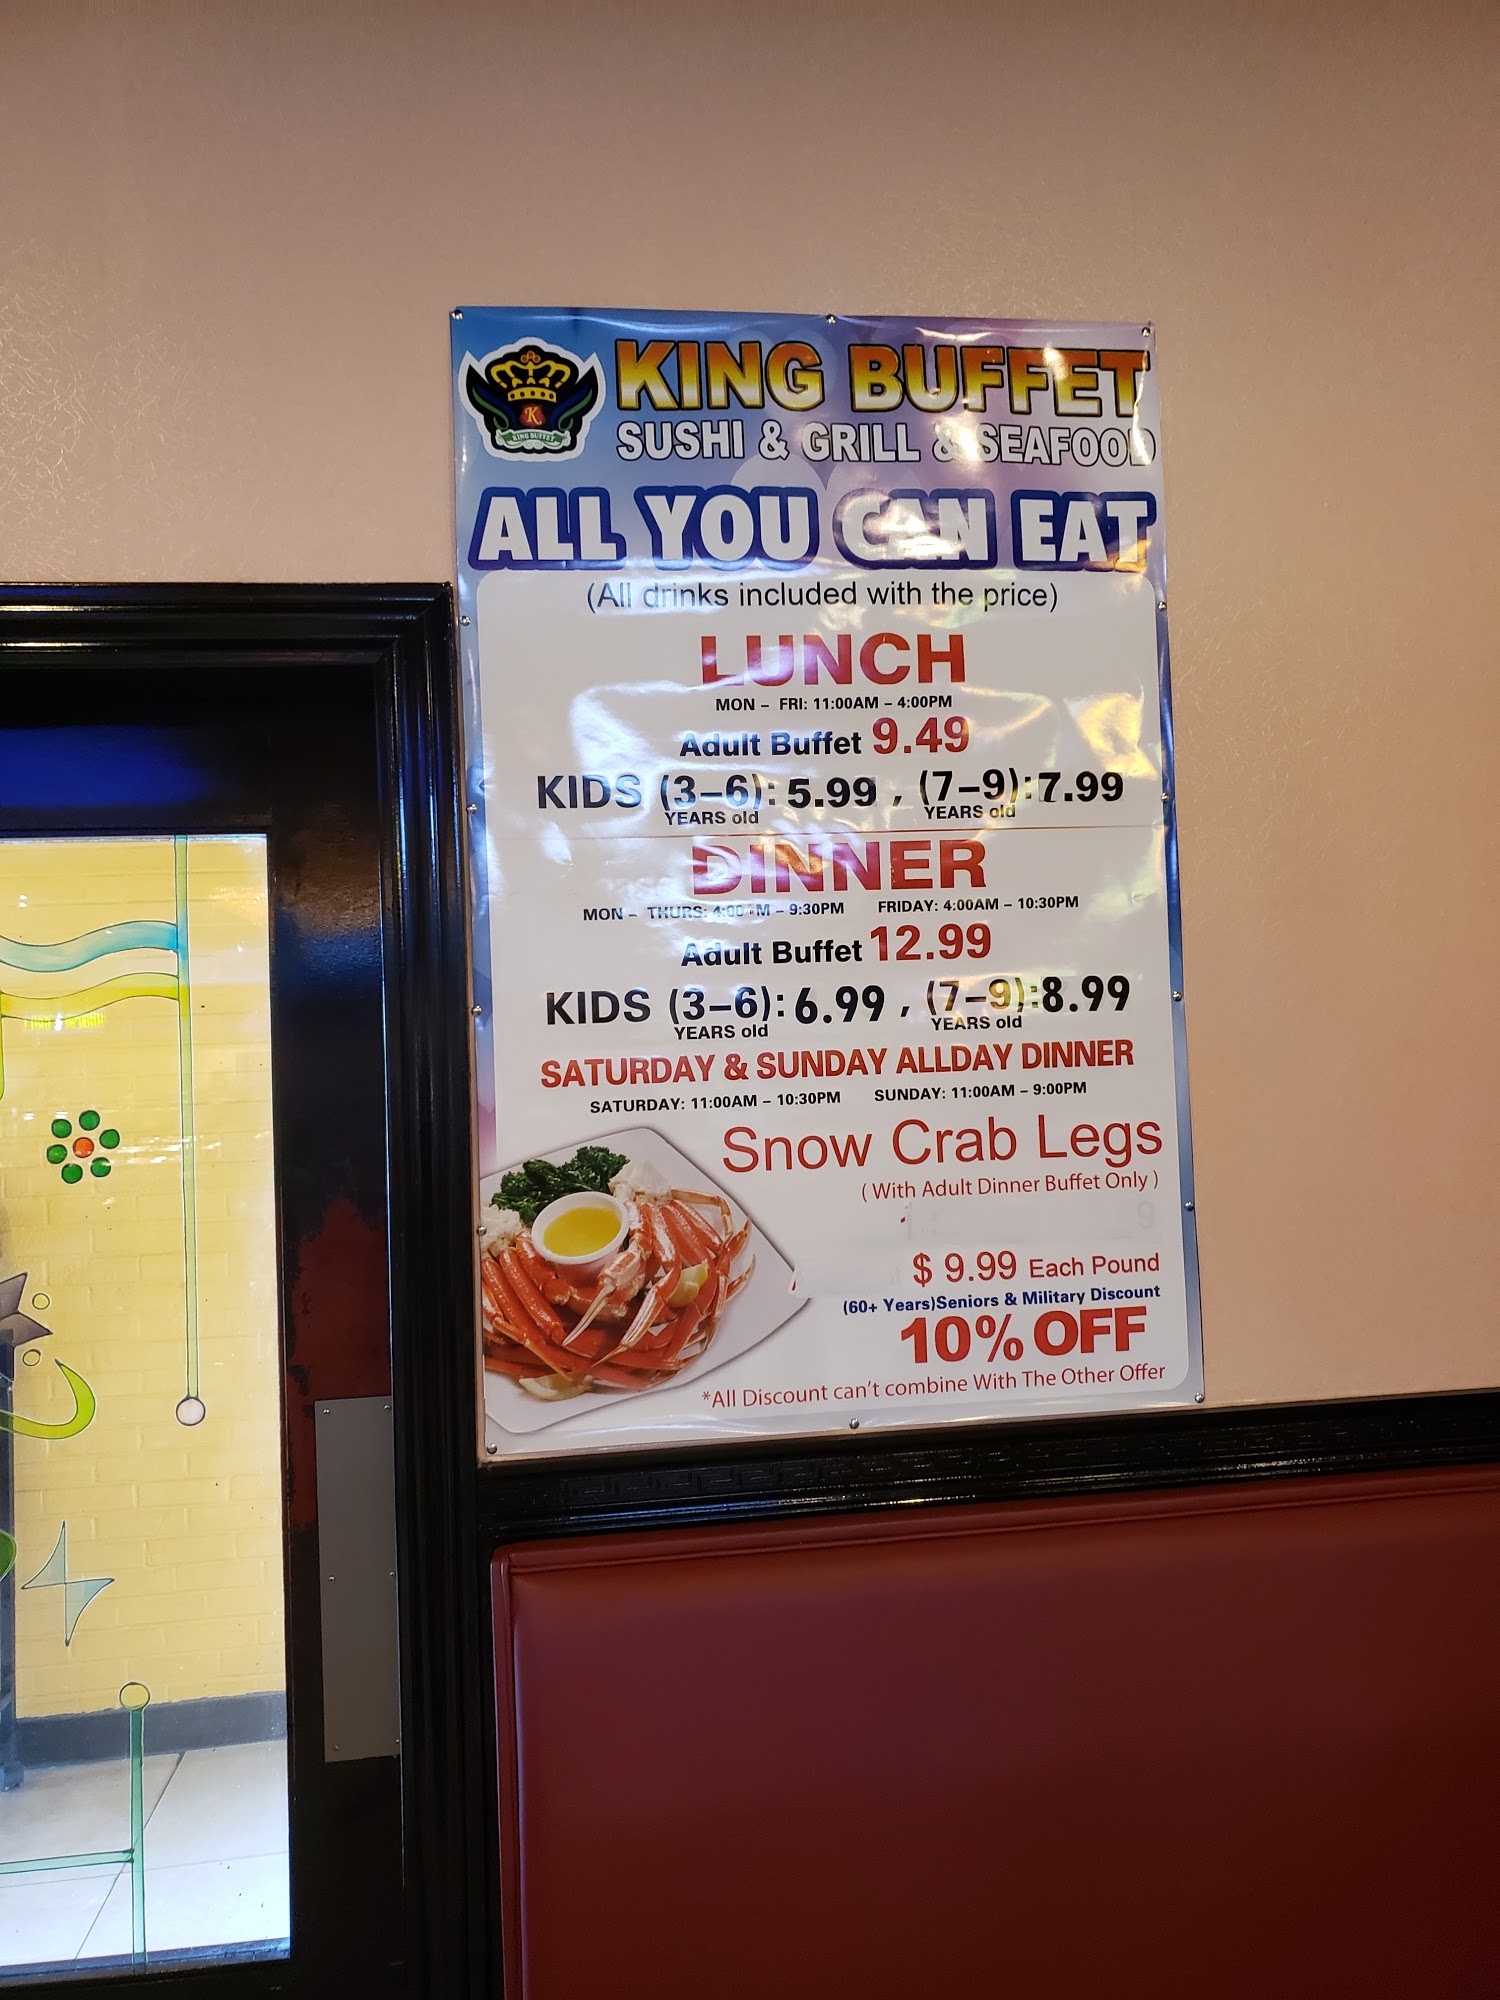 KING BUFFET
K
KING BUFFET
SUSHI & GRILL & SEAFOOD
ALL YOU CAN EAT
(All drinks included with the price)
LUNCH
MON – FRI: 11:00AM – 4:00PM
Adult Buffet 9.49
KIDS (3–6): 5.99 , (7–9):7.99
YEARS old YEARS old
DINNER
MON – THURS: 4:00 M – 9:30PM FRIDAY: 4:00AM – 10:30PM
Adult Buffet 12.99
KIDS (3–6): 6.99 , (7–9):8.99
YEARS old YEARS old
SATURDAY & SUNDAY ALLDAY DINNER
SATURDAY: 11:00AM – 10:30PM SUNDAY: 11:00AM – 9:00PM
Snow Crab Legs
( With Adult Dinner Buffet Only )
$ 9.99 Each Pound
(60+ Years)Seniors & Military Discount
10% OFF
*All Discount can't combine With The Other Offer